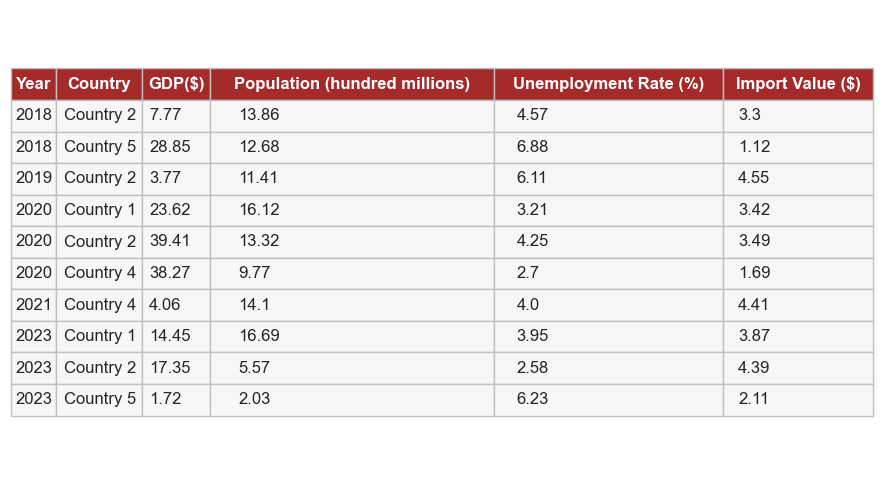 Year Country GDP($) Population (hundred millions) Unemployment Rate (%) Import Value ($)
2018 Country 2 7.77 13.86 4.57 3.3
2018 Country 5 28.85 12.68 6.88 1.12
2019 Country 2 3.77 11.41 6.11 4.55
2020 Country 1 23.62 16.12 3.21 3.42
2020 Country 2 39.41 13.32 4.25 3.49
2020 Country 4 38.27 9.77 2.7 1.69
2021 Country 4 4.06 14.1 4.0 4.41
2023 Country 1 14.45 16.69 3.95 3.87
2023 Country 2 17.35 5.57 2.58 4.39
2023 Country 5 1.72 2.03 6.23 2.11